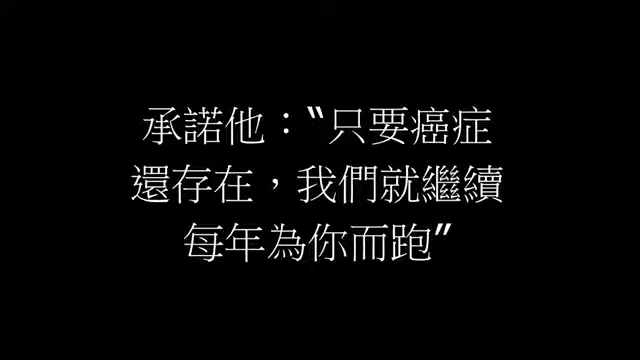 承諾他：“只要癌症
還存在，我們就繼續
每年為你而跑”